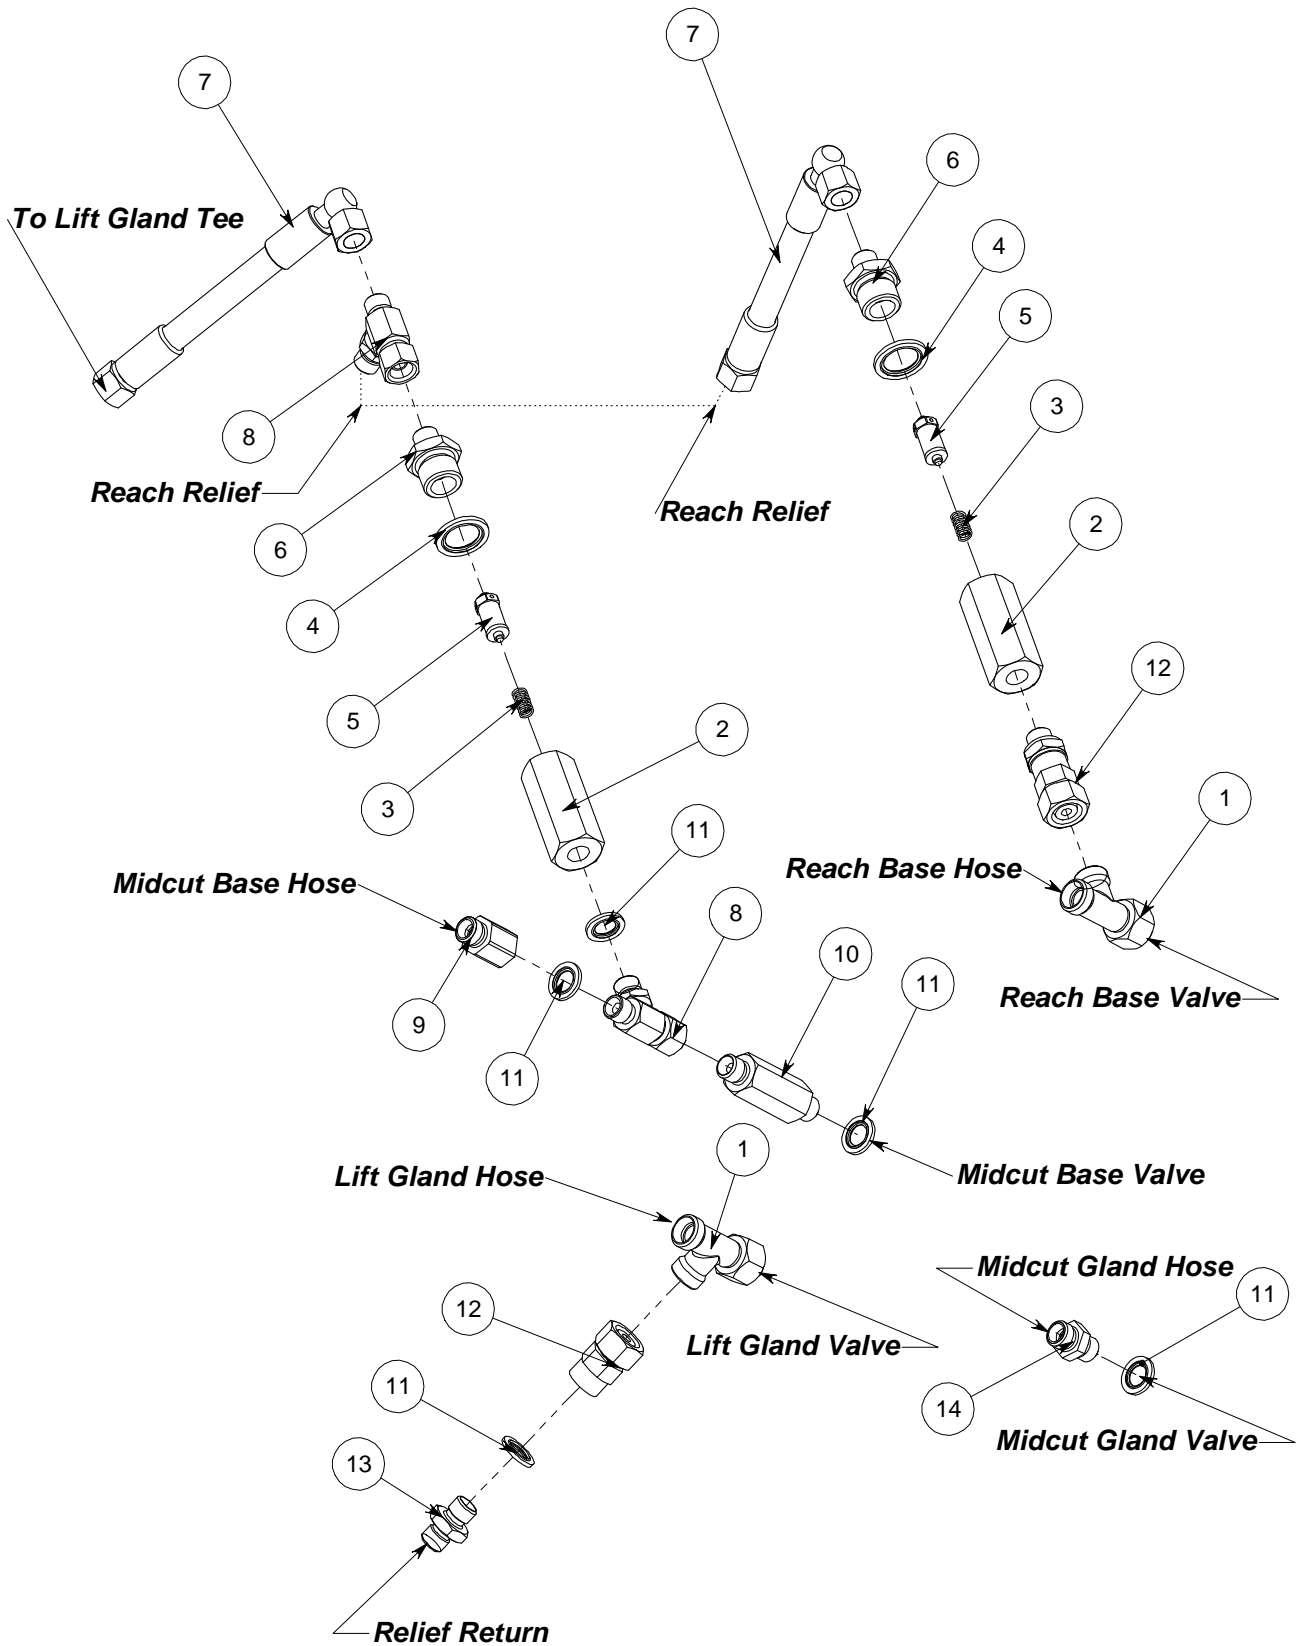 7
7
6
To Lift Gland Tee
4
5
3
8
Reach Relief
Reach Relief
2
6
4
12
5
2
1
3
11
Reach Base Hose
Midcut Base Hose
8
10
11
Reach Base Valve
9
11
1
Midcut Base Valve
Lift Gland Hose
Midcut Gland Hose
11
12
Lift Gland Valve
11
14
Midcut Gland Valve
13
Relief Return